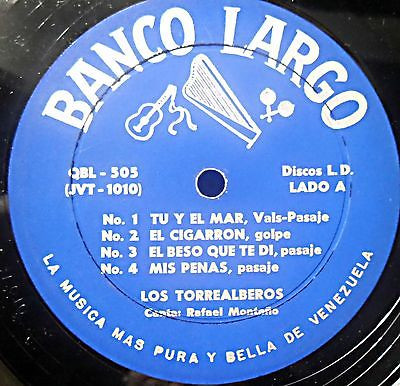 BANCO LARGO
QBL - 505
(JVT - 1010)
Discos L. D.
LADO A
No. 1 TU Y EL MAR, Vals-Pasaje
No. 2 EL CIGARRON, golpe
No. 3 EL BESO QUE TE DI, pasaje
No. 4 MIS PENAS, pasaje
LOS TORREALBEROS
Canta: Rafael Montaño
LA MUSICA MAS PURA Y BELLA DE VENEZUELA